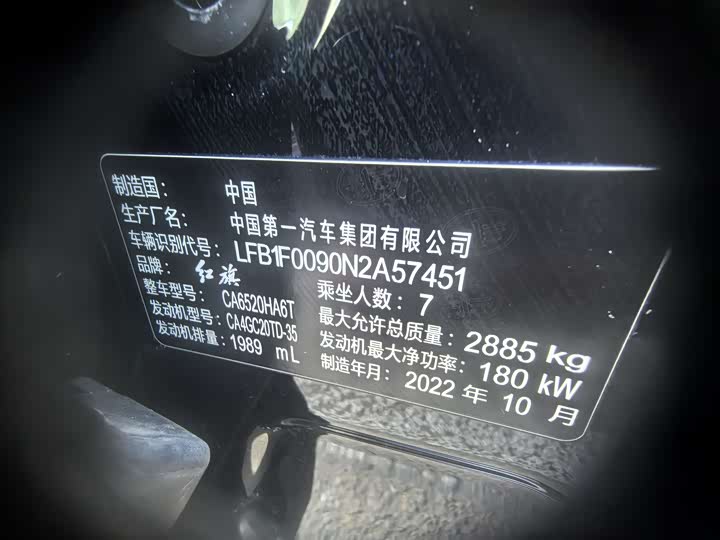 制造国： 中国
生产厂名： 中国第一汽车集团有限公司
车辆识别代号： LFB1F0090N2A57451
品牌： 红旗 乘坐人数： 7
整车型号： CA6520HA6T 最大允许总质量： 2885 kg
发动机型号： CA4GC20TD-35 发动机最大净功率： 180 kW
发动机排量： 1989 mL 制造年月： 2022 年 10 月